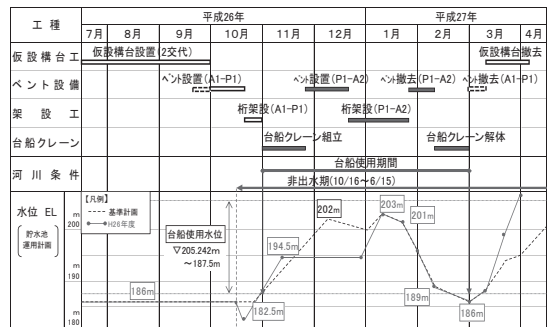 工種
平成26年
平成27年
7月 8月 9月 10月 11月 12月 1月 2月 3月 4月
仮設構台工
仮設構台設置(2交代)
仮設構台撤去
ベント設備
ベント設置(A1-P1)
ベント設置(P1-A2)
ベント撤去(P1-A2)
ベント撤去(A1-P1)
架設工
桁架設(A1-P1)
桁架設(P1-A2)
台船クレーン
台船クレーン組立
台船クレーン解体
河川条件
台船使用期間
非出水期(10/16~6/15)
水位 EL
貯水池
運用計画
m
200
m
190
m
180
【凡例】
基準計画
H26年度
台船使用水位
▽205.242m
~187.5m
186m
182.5m
194.5m
202m
203m
201m
189m
186m